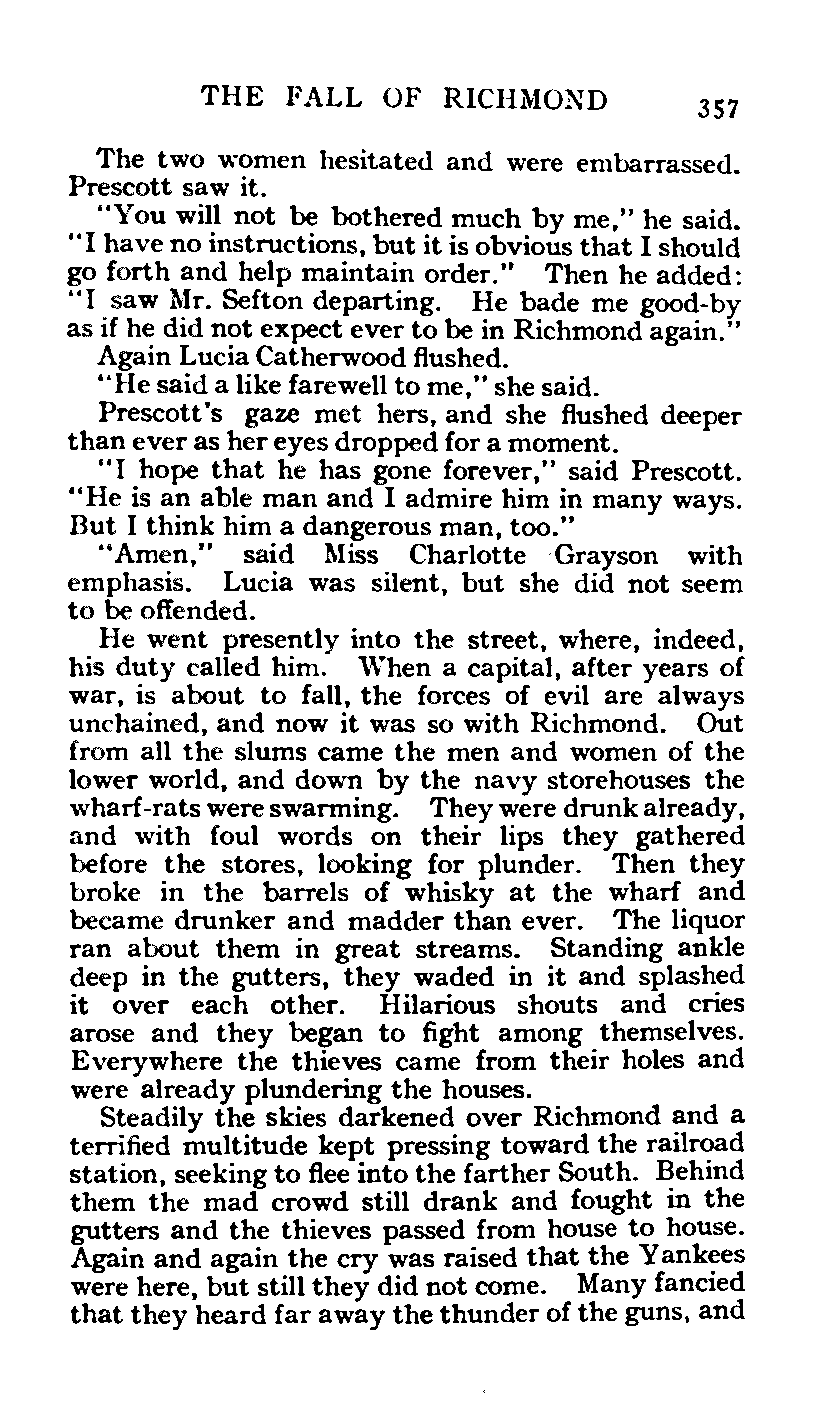 THE FALL OF RICHMOND 357
The two women hesitated and were embarrassed.
Prescott saw it.
"You will not be bothered much by me," he said.
"I have no instructions, but it is obvious that I should
go forth and help maintain order." Then he added:
"I saw Mr. Sefton departing. He bade me good-by
as if he did not expect ever to be in Richmond again."
Again Lucia Catherwood flushed.
"He said a like farewell to me," she said.
Prescott's gaze met hers, and she flushed deeper
than ever as her eyes dropped for a moment.
"I hope that he has gone forever," said Prescott.
"He is an able man and I admire him in many ways.
But I think him a dangerous man, too."
"Amen," said Miss Charlotte Grayson with
emphasis. Lucia was silent, but she did not seem
to be offended.
He went presently into the street, where, indeed,
his duty called him. When a capital, after years of
war, is about to fall, the forces of evil are always
unchained, and now it was so with Richmond. Out
from all the slums came the men and women of the
lower world, and down by the navy storehouses the
wharf-rats were swarming. They were drunk already,
and with foul words on their lips they gathered
before the stores, looking for plunder. Then they
broke in the barrels of whisky at the wharf and
became drunker and madder than ever. The liquor
ran about them in great streams. Standing ankle
deep in the gutters, they waded in it and splashed
it over each other. Hilarious shouts and cries
arose and they began to fight among themselves.
Everywhere the thieves came from their holes and
were already plundering the houses.
Steadily the skies darkened over Richmond and a
terrified multitude kept pressing toward the railroad
station, seeking to flee into the farther South. Behind
them the mad crowd still drank and fought in the
gutters and the thieves passed from house to house.
Again and again the cry was raised that the Yankees
were here, but still they did not come. Many fancied
that they heard far away the thunder of the guns, and